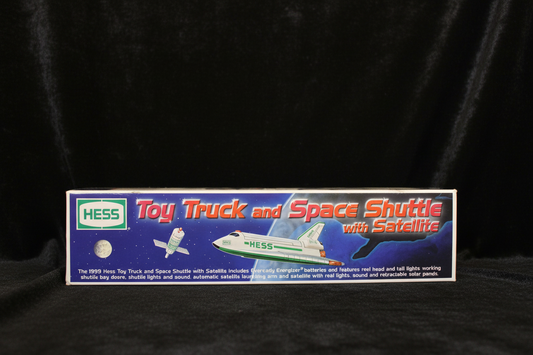 HESS
Toy Truck and Space Shuttle
with Satellite
HESS
The 1999 Hess Toy Truck and Space Shuttle with Satellite includes Eveready Energizer® batteries and features real head and tail lights, working
shuttle bay doors, shuttle lights and sound, automatic satellite launching arm and satellite with real lights, sound and retractable solar panels.